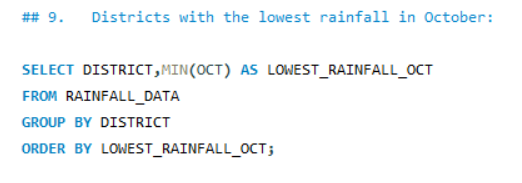 ## 9.   Districts with the lowest rainfall in October:
SELECT DISTRICT,MIN(OCT) AS LOWEST_RAINFALL_OCT
FROM RAINFALL_DATA
GROUP BY DISTRICT
ORDER BY LOWEST_RAINFALL_OCT;